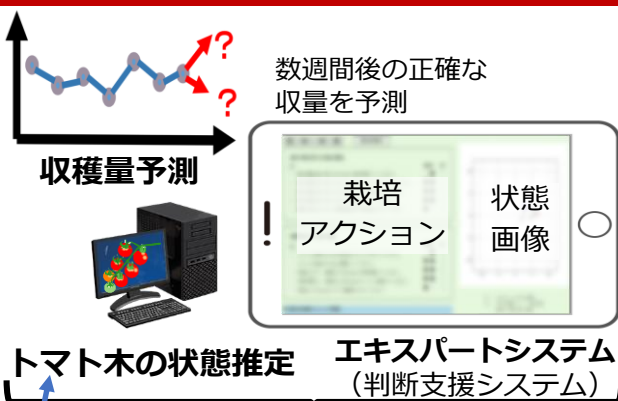 ?
?
数週間後の正確な
収量を予測
収穫量予測
栽培
アクション
状態
画像
トマト木の状態推定
エキスパートシステム
（判断支援システム）